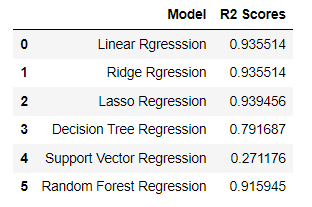 Model R2 Scores
0 Linear Rgresssion 0.935514
1 Ridge Rgression 0.935514
2 Lasso Regression 0.939456
3 Decision Tree Regression 0.791687
4 Support Vector Regression 0.271176
5 Random Forest Regression 0.915945